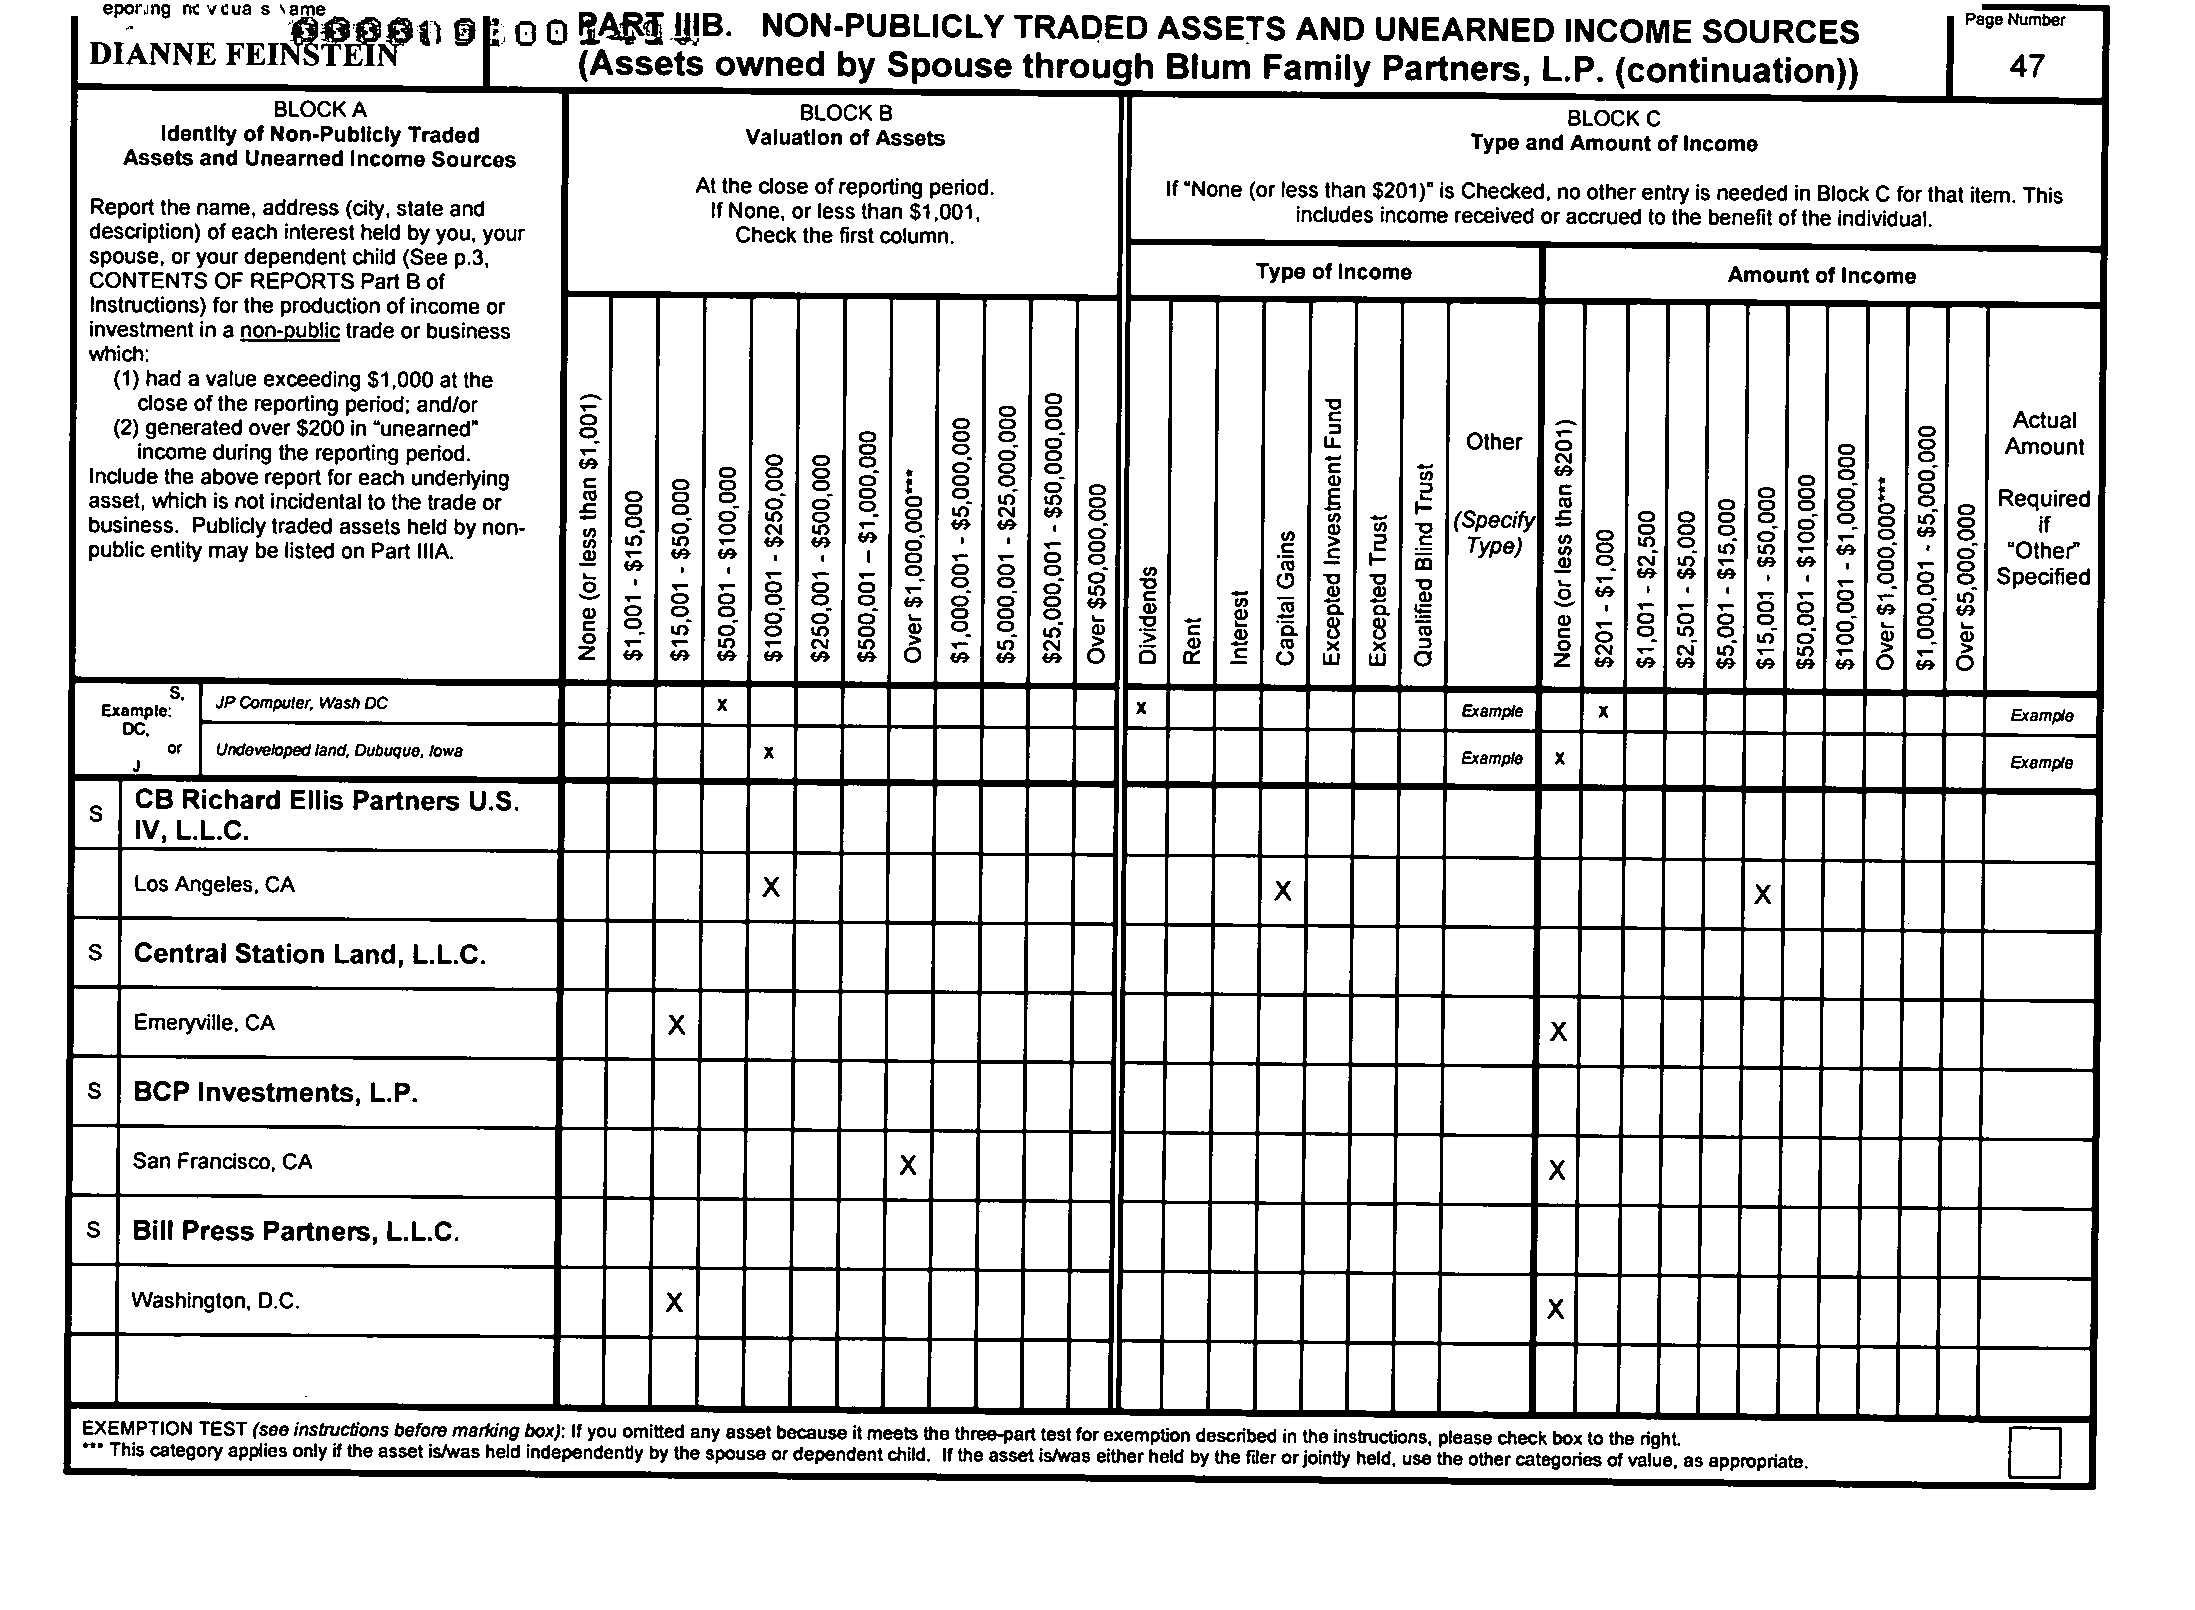 DIANNE FEINSTEIN
PART IIIB. NON-PUBLICLY TRADED ASSETS AND UNEARNED INCOME SOURCES
(Assets owned by Spouse through Blum Family Partners, L.P. (continuation))
Page Number
47
BLOCK A
Identity of Non-Publicly Traded
Assets and Unearned Income Sources
Report the name, address (city, state and
description) of each interest held by you, your
spouse, or your dependent child (See p.3,
CONTENTS OF REPORTS Part B of
Instructions) for the production of income or
investment in a non-public trade or business
which:
(1) had a value exceeding $1,000 at the
close of the reporting period; and/or
(2) generated over $200 in "unearned"
income during the reporting period.
Include the above report for each underlying
asset, which is not incidental to the trade or
business. Publicly traded assets held by non-
public entity may be listed on Part IIIA.
BLOCK B
Valuation of Assets
At the close of reporting period.
If None, or less than $1,001,
Check the first column.
BLOCK C
Type and Amount of Income
If "None (or less than $201)" is Checked, no other entry is needed in Block C for that item. This
includes income received or accrued to the benefit of the individual.
Type of Income
Amount of Income
None (or less than $1,001)
$1,001 - $15,000
$15,001 - $50,000
$50,001 - $100,000
$100,001 - $250,000
$250,001 - $500,000
$500,001 – $1,000,000
Over $1,000,000***
$1,000,001 - $5,000,000
$5,000,001 - $25,000,000
$25,000,001 - $50,000,000
Over $50,000,000
Dividends
Rent
Interest
Capital Gains
Excepted Investment Fund
Excepted Trust
Qualified Blind Trust
Other
(Specify
Type)
None (or less than $201)
$201 - $1,000
$1,001 - $2,500
$2,501 - $5,000
$5,001 - $15,000
$15,001 - $50,000
$50,001 - $100,000
$100,001 - $1,000,000
Over $1,000,000***
$1,000,001 - $5,000,000
Over $5,000,000
Actual
Amount
Required
if
"Other"
Specified
Example:
S,
DC,
or
J
JP Computer, Wash DC X X Example X Example
Undeveloped land, Dubuque, Iowa X Example X Example
S CB Richard Ellis Partners U.S.
IV, L.L.C.
Los Angeles, CA X X X
S Central Station Land, L.L.C.
Emeryville, CA X X
S BCP Investments, L.P.
San Francisco, CA X X
S Bill Press Partners, L.L.C.
Washington, D.C. X X
EXEMPTION TEST (see instructions before marking box): If you omitted any asset because it meets the three-part test for exemption described in the instructions, please check box to the right.
*** This category applies only if the asset is/was held independently by the spouse or dependent child. If the asset is/was either held by the filer or jointly held, use the other categories of value, as appropriate.